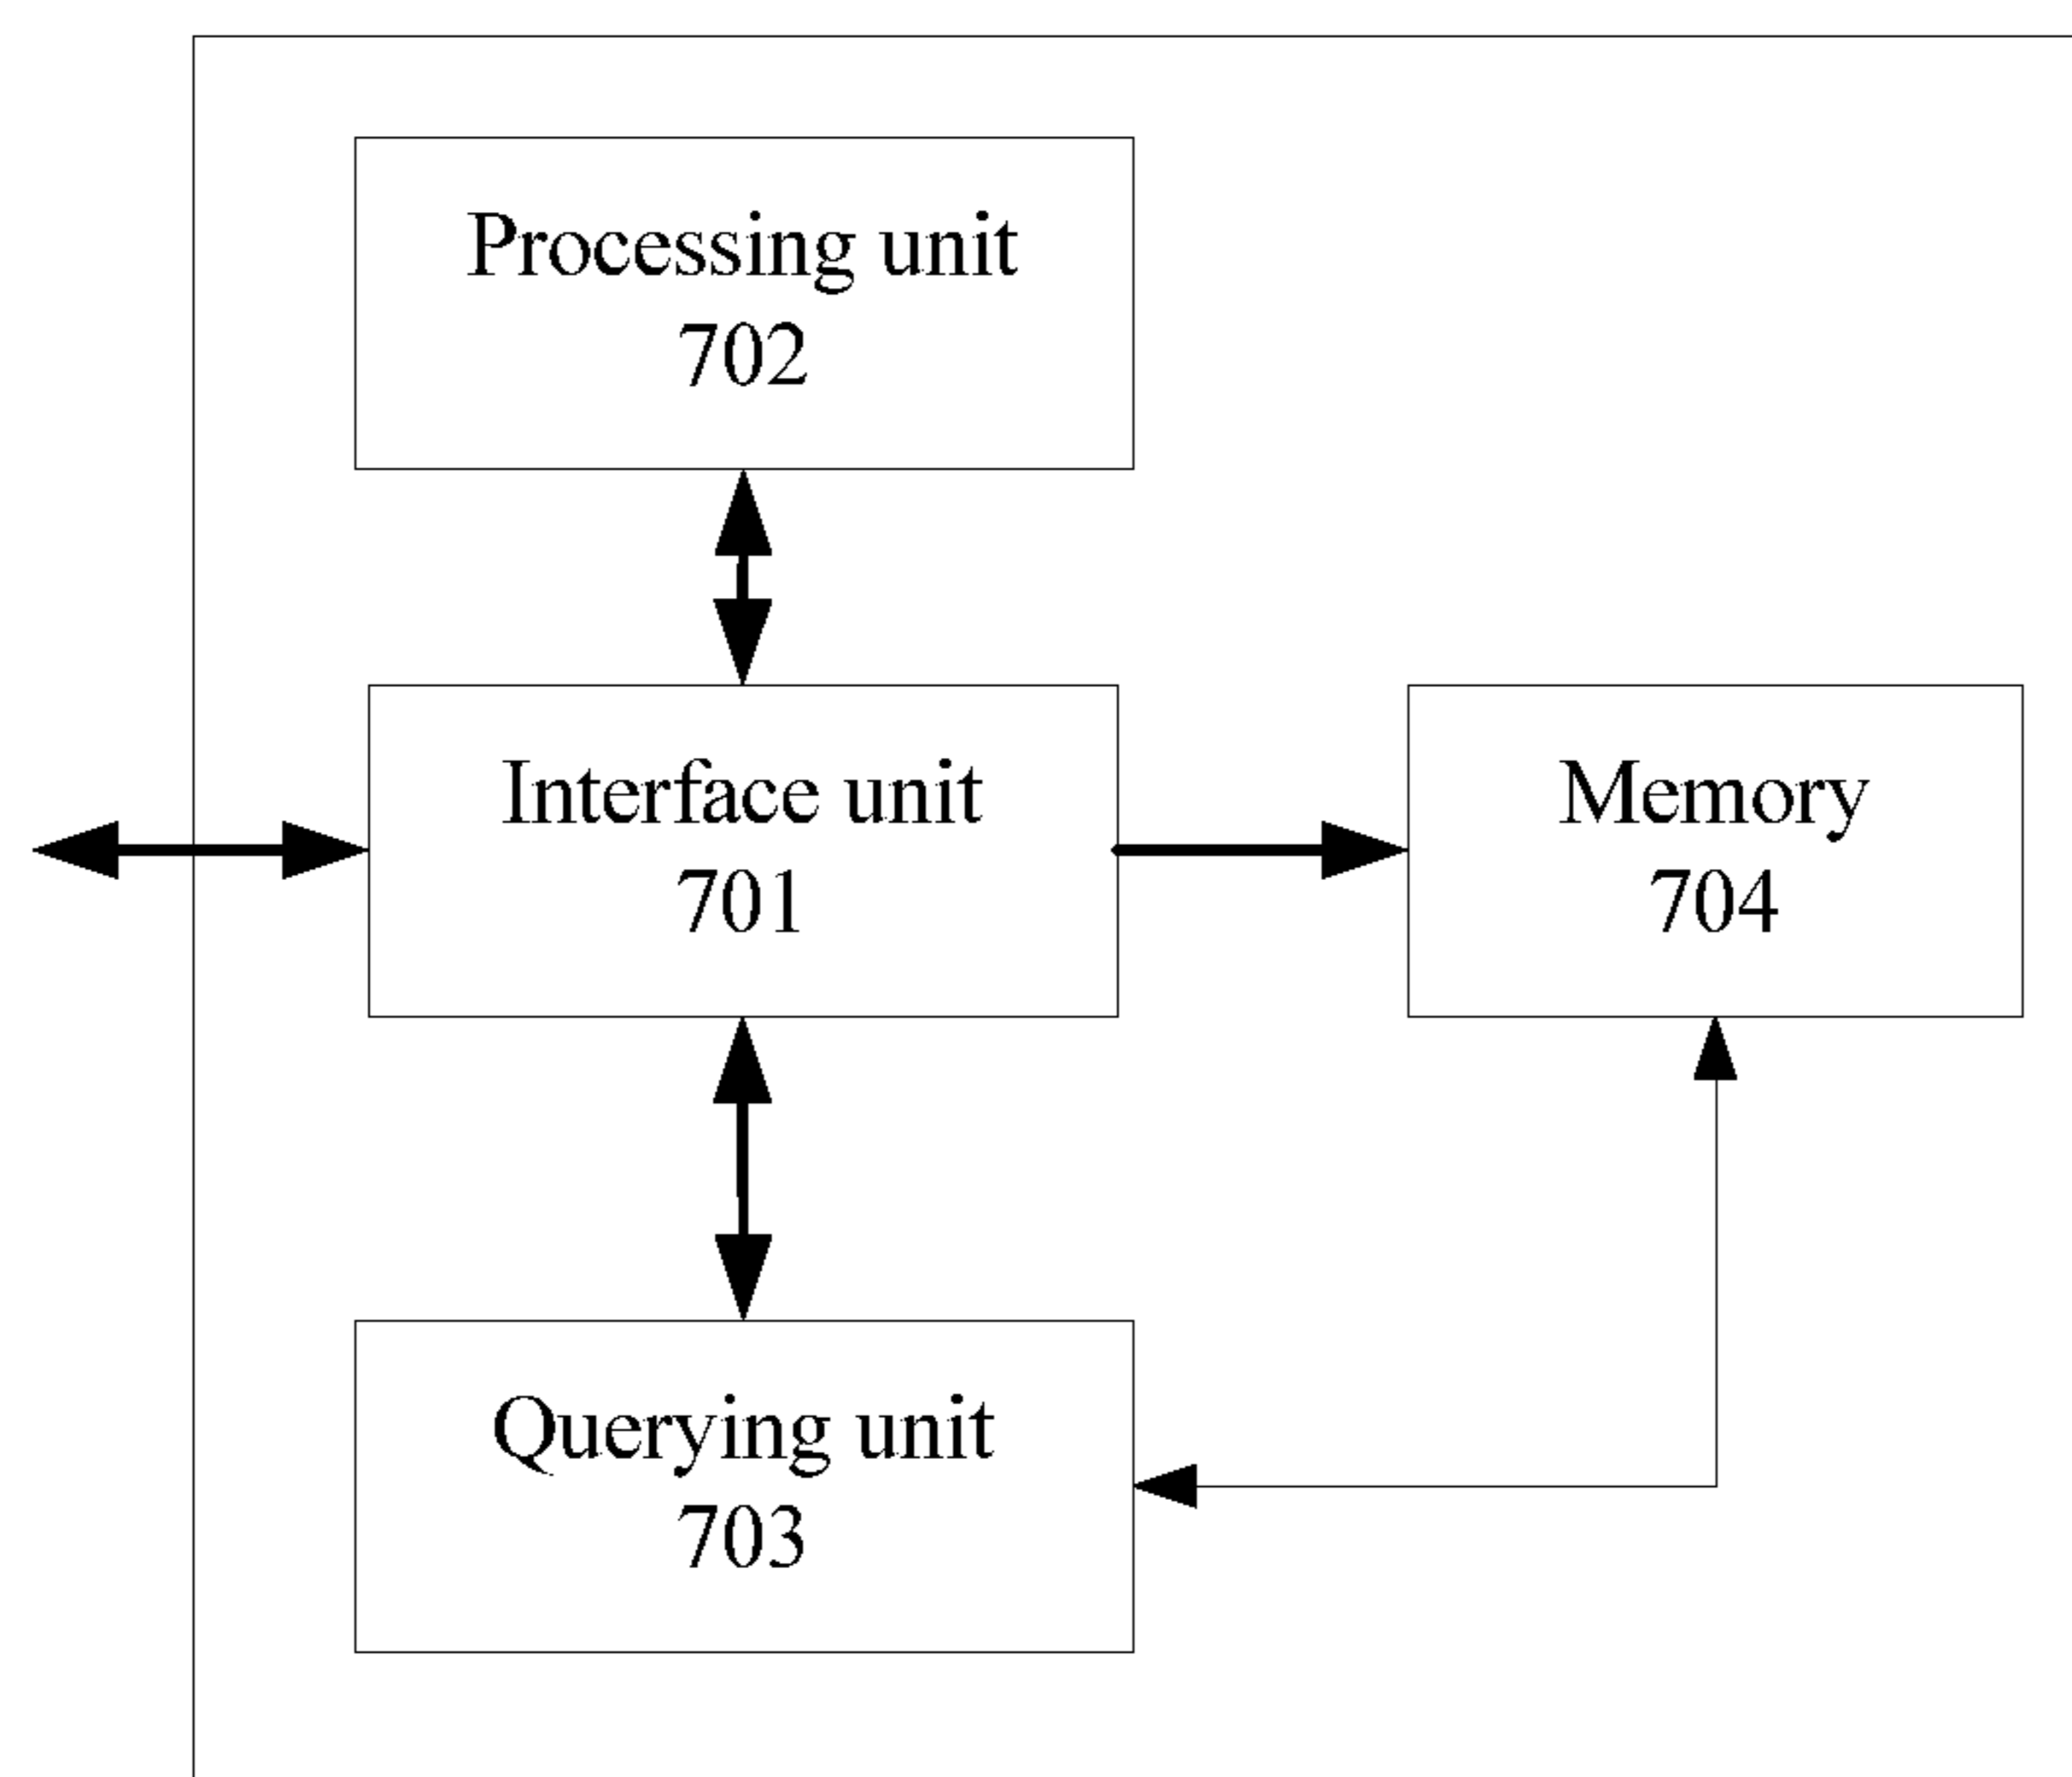 Processing unit
702
Interface unit
701
Memory
704
Querying unit
703